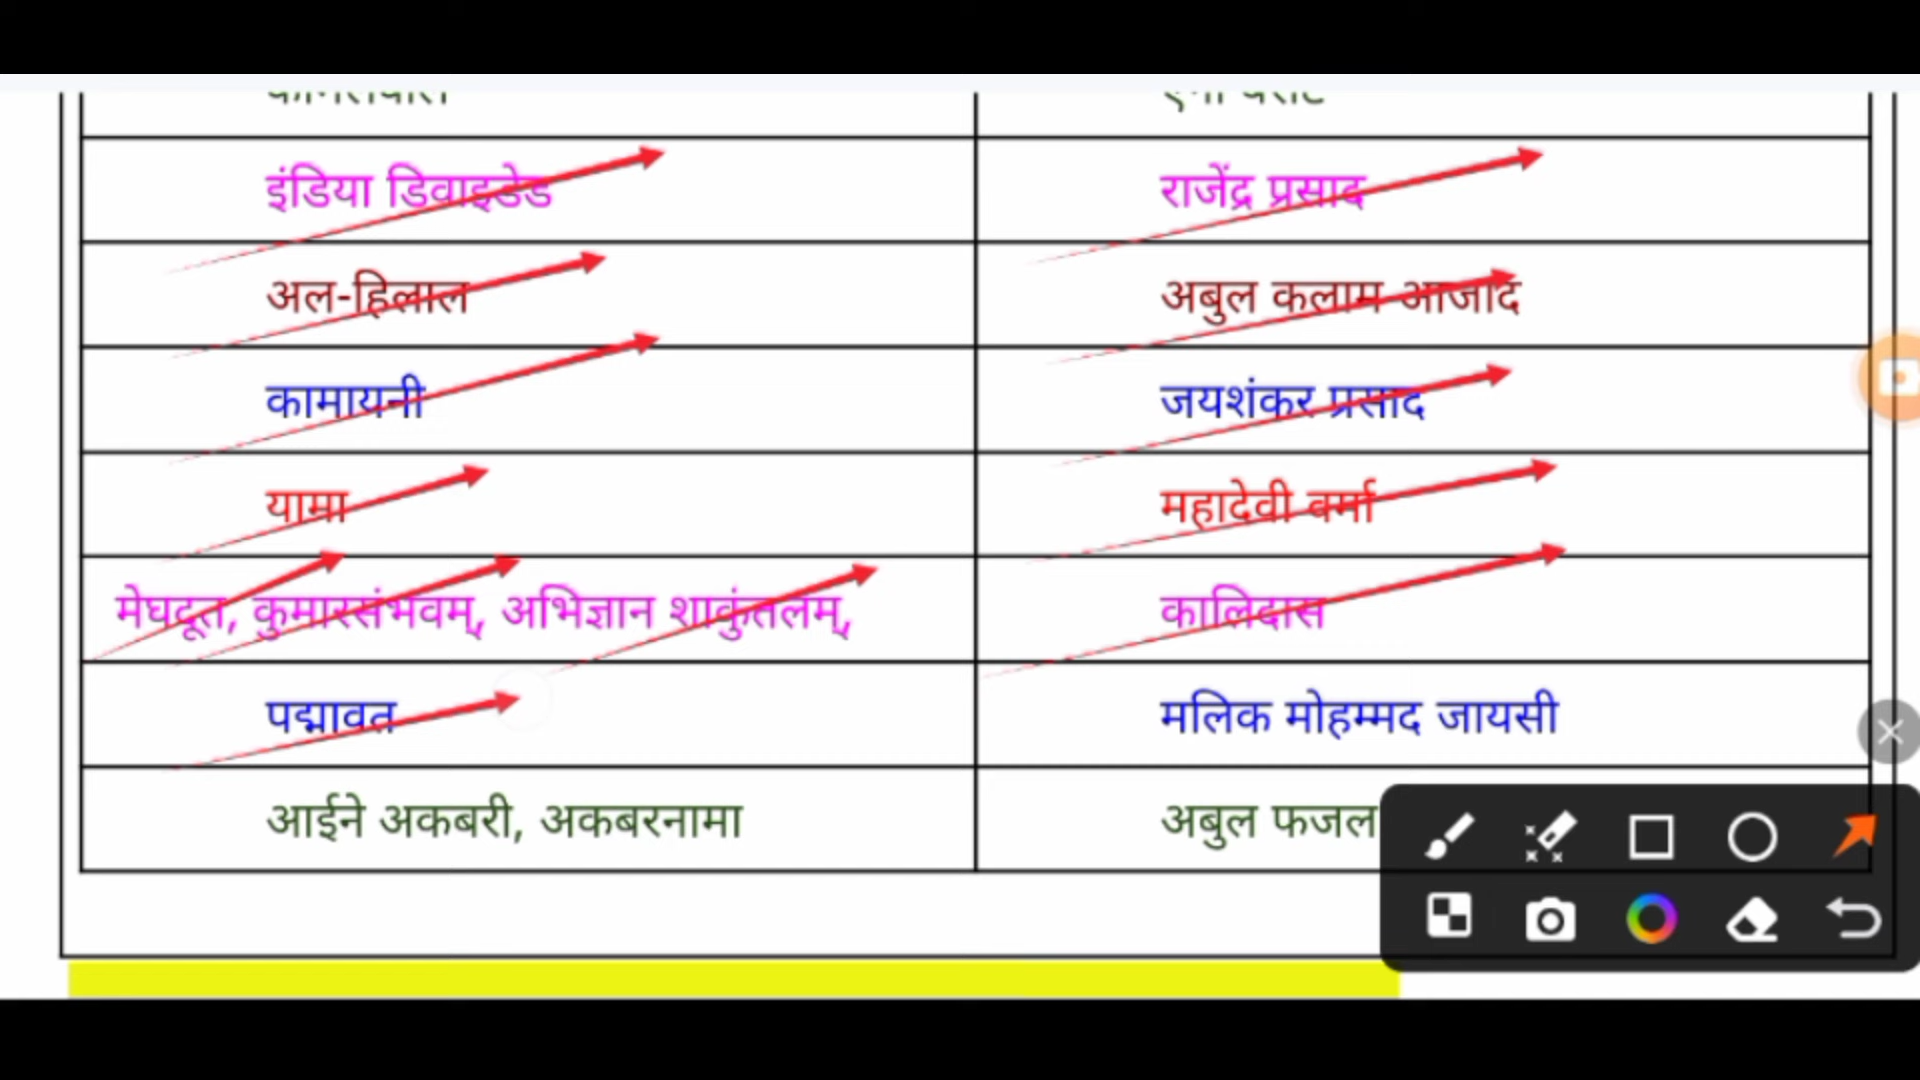 इंडिया डिवाइडेड राजेंद्र प्रसाद
अल-हिलाल अबुल कलाम आजाद
कामायनी जयशंकर प्रसाद
यामा महादेवी वर्मा
मेघदूत, कुमारसंभवम्, अभिज्ञान शाकुंतलम्, कालिदास
पद्मावत मलिक मोहम्मद जायसी
आईने अकबरी, अकबरनामा अबुल फजल